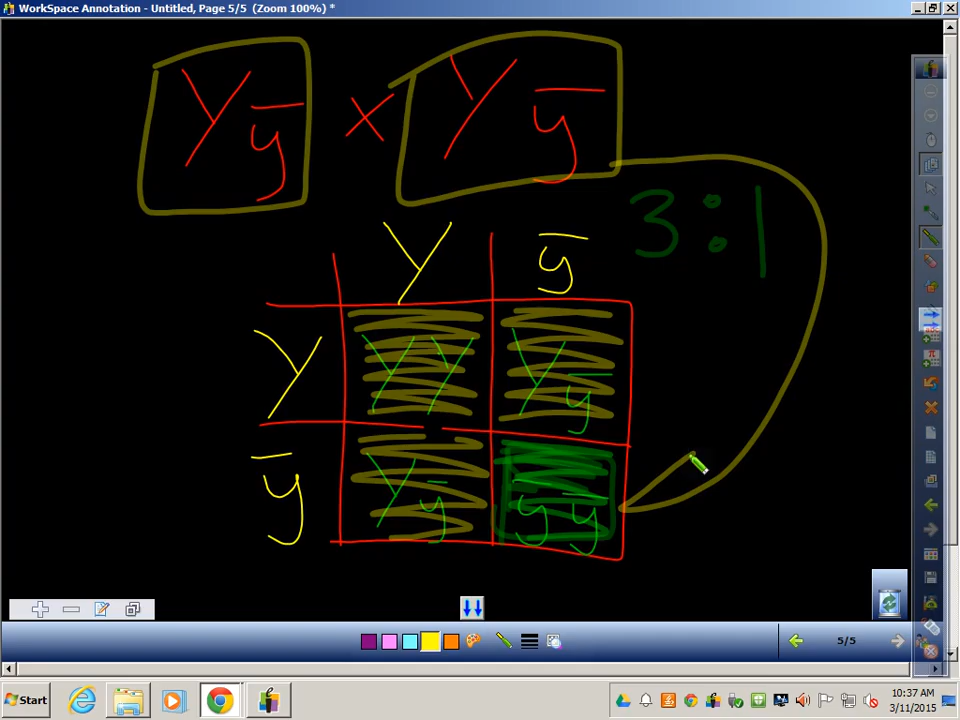 WorkSpace Annotation - Untitled, Page 5/5 (Zoom 100%) *
Yy̅ x Yy̅
3:1
Y y̅
Y YY Yy̅
y̅ Yy̅ y̅y̅
5/5
Start
10:37 AM
3/11/2015